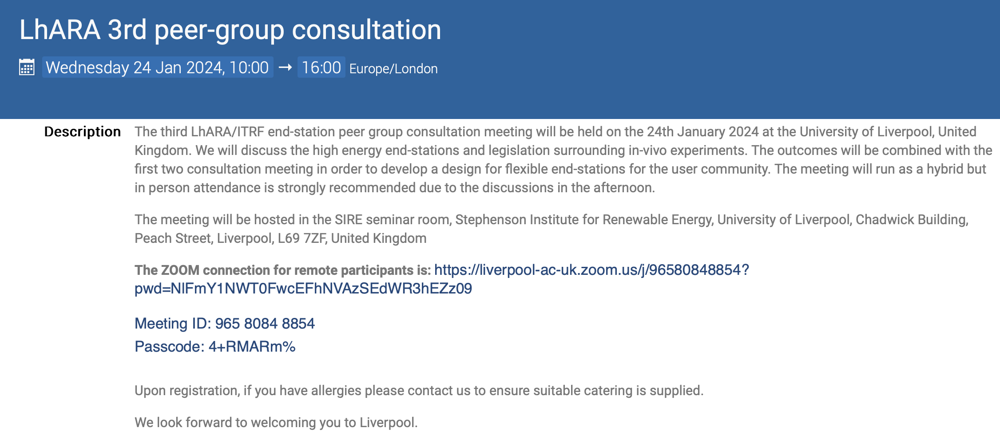 LhARA 3rd peer-group consultation
Wednesday 24 Jan 2024, 10:00 → 16:00 Europe/London
Description
The third LhARA/ITRF end-station peer group consultation meeting will be held on the 24th January 2024 at the University of Liverpool, United
Kingdom. We will discuss the high energy end-stations and legislation surrounding in-vivo experiments. The outcomes will be combined with the
first two consultation meeting in order to develop a design for flexible end-stations for the user community. The meeting will run as a hybrid but
in person attendance is strongly recommended due to the discussions in the afternoon.
The meeting will be hosted in the SIRE seminar room, Stephenson Institute for Renewable Energy, University of Liverpool, Chadwick Building,
Peach Street, Liverpool, L69 7ZF, United Kingdom
The ZOOM connection for remote participants is: https://liverpool-ac-uk.zoom.us/j/96580848854?
pwd=NlFmY1NWT0FwcEFhNVAzSEdWR3hEZz09
Meeting ID: 965 8084 8854
Passcode: 4+RMARm%
Upon registration, if you have allergies please contact us to ensure suitable catering is supplied.
We look forward to welcoming you to Liverpool.